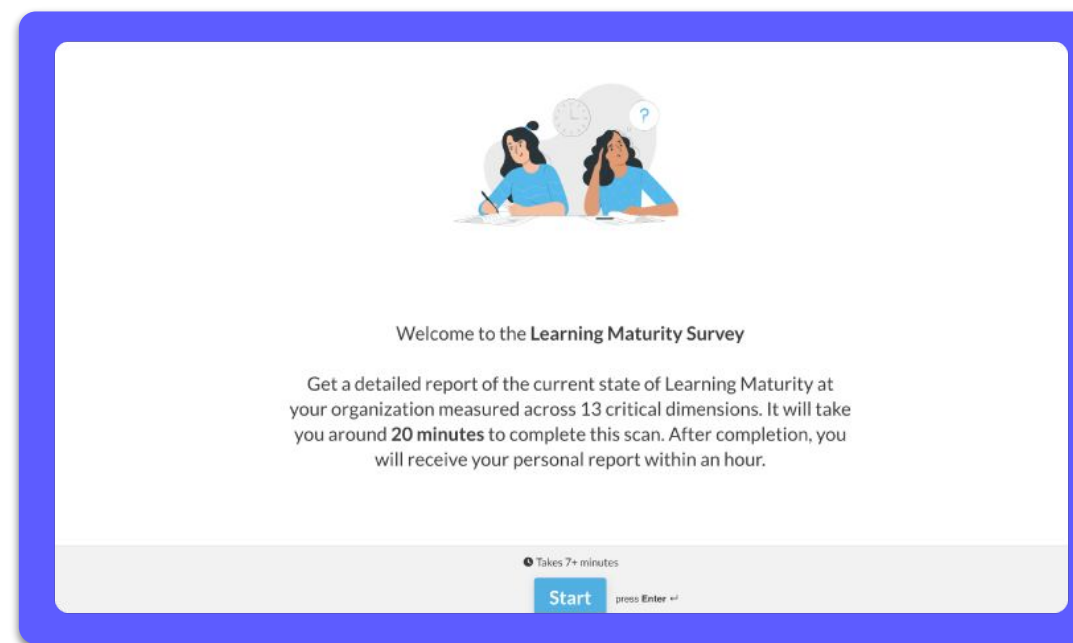 ?
Welcome to the Learning Maturity Survey
Get a detailed report of the current state of Learning Maturity at
your organization measured across 13 critical dimensions. It will take
you around 20 minutes to complete this scan. After completion, you
will receive your personal report within an hour.
Takes 7+ minutes
Start press Enter ↵